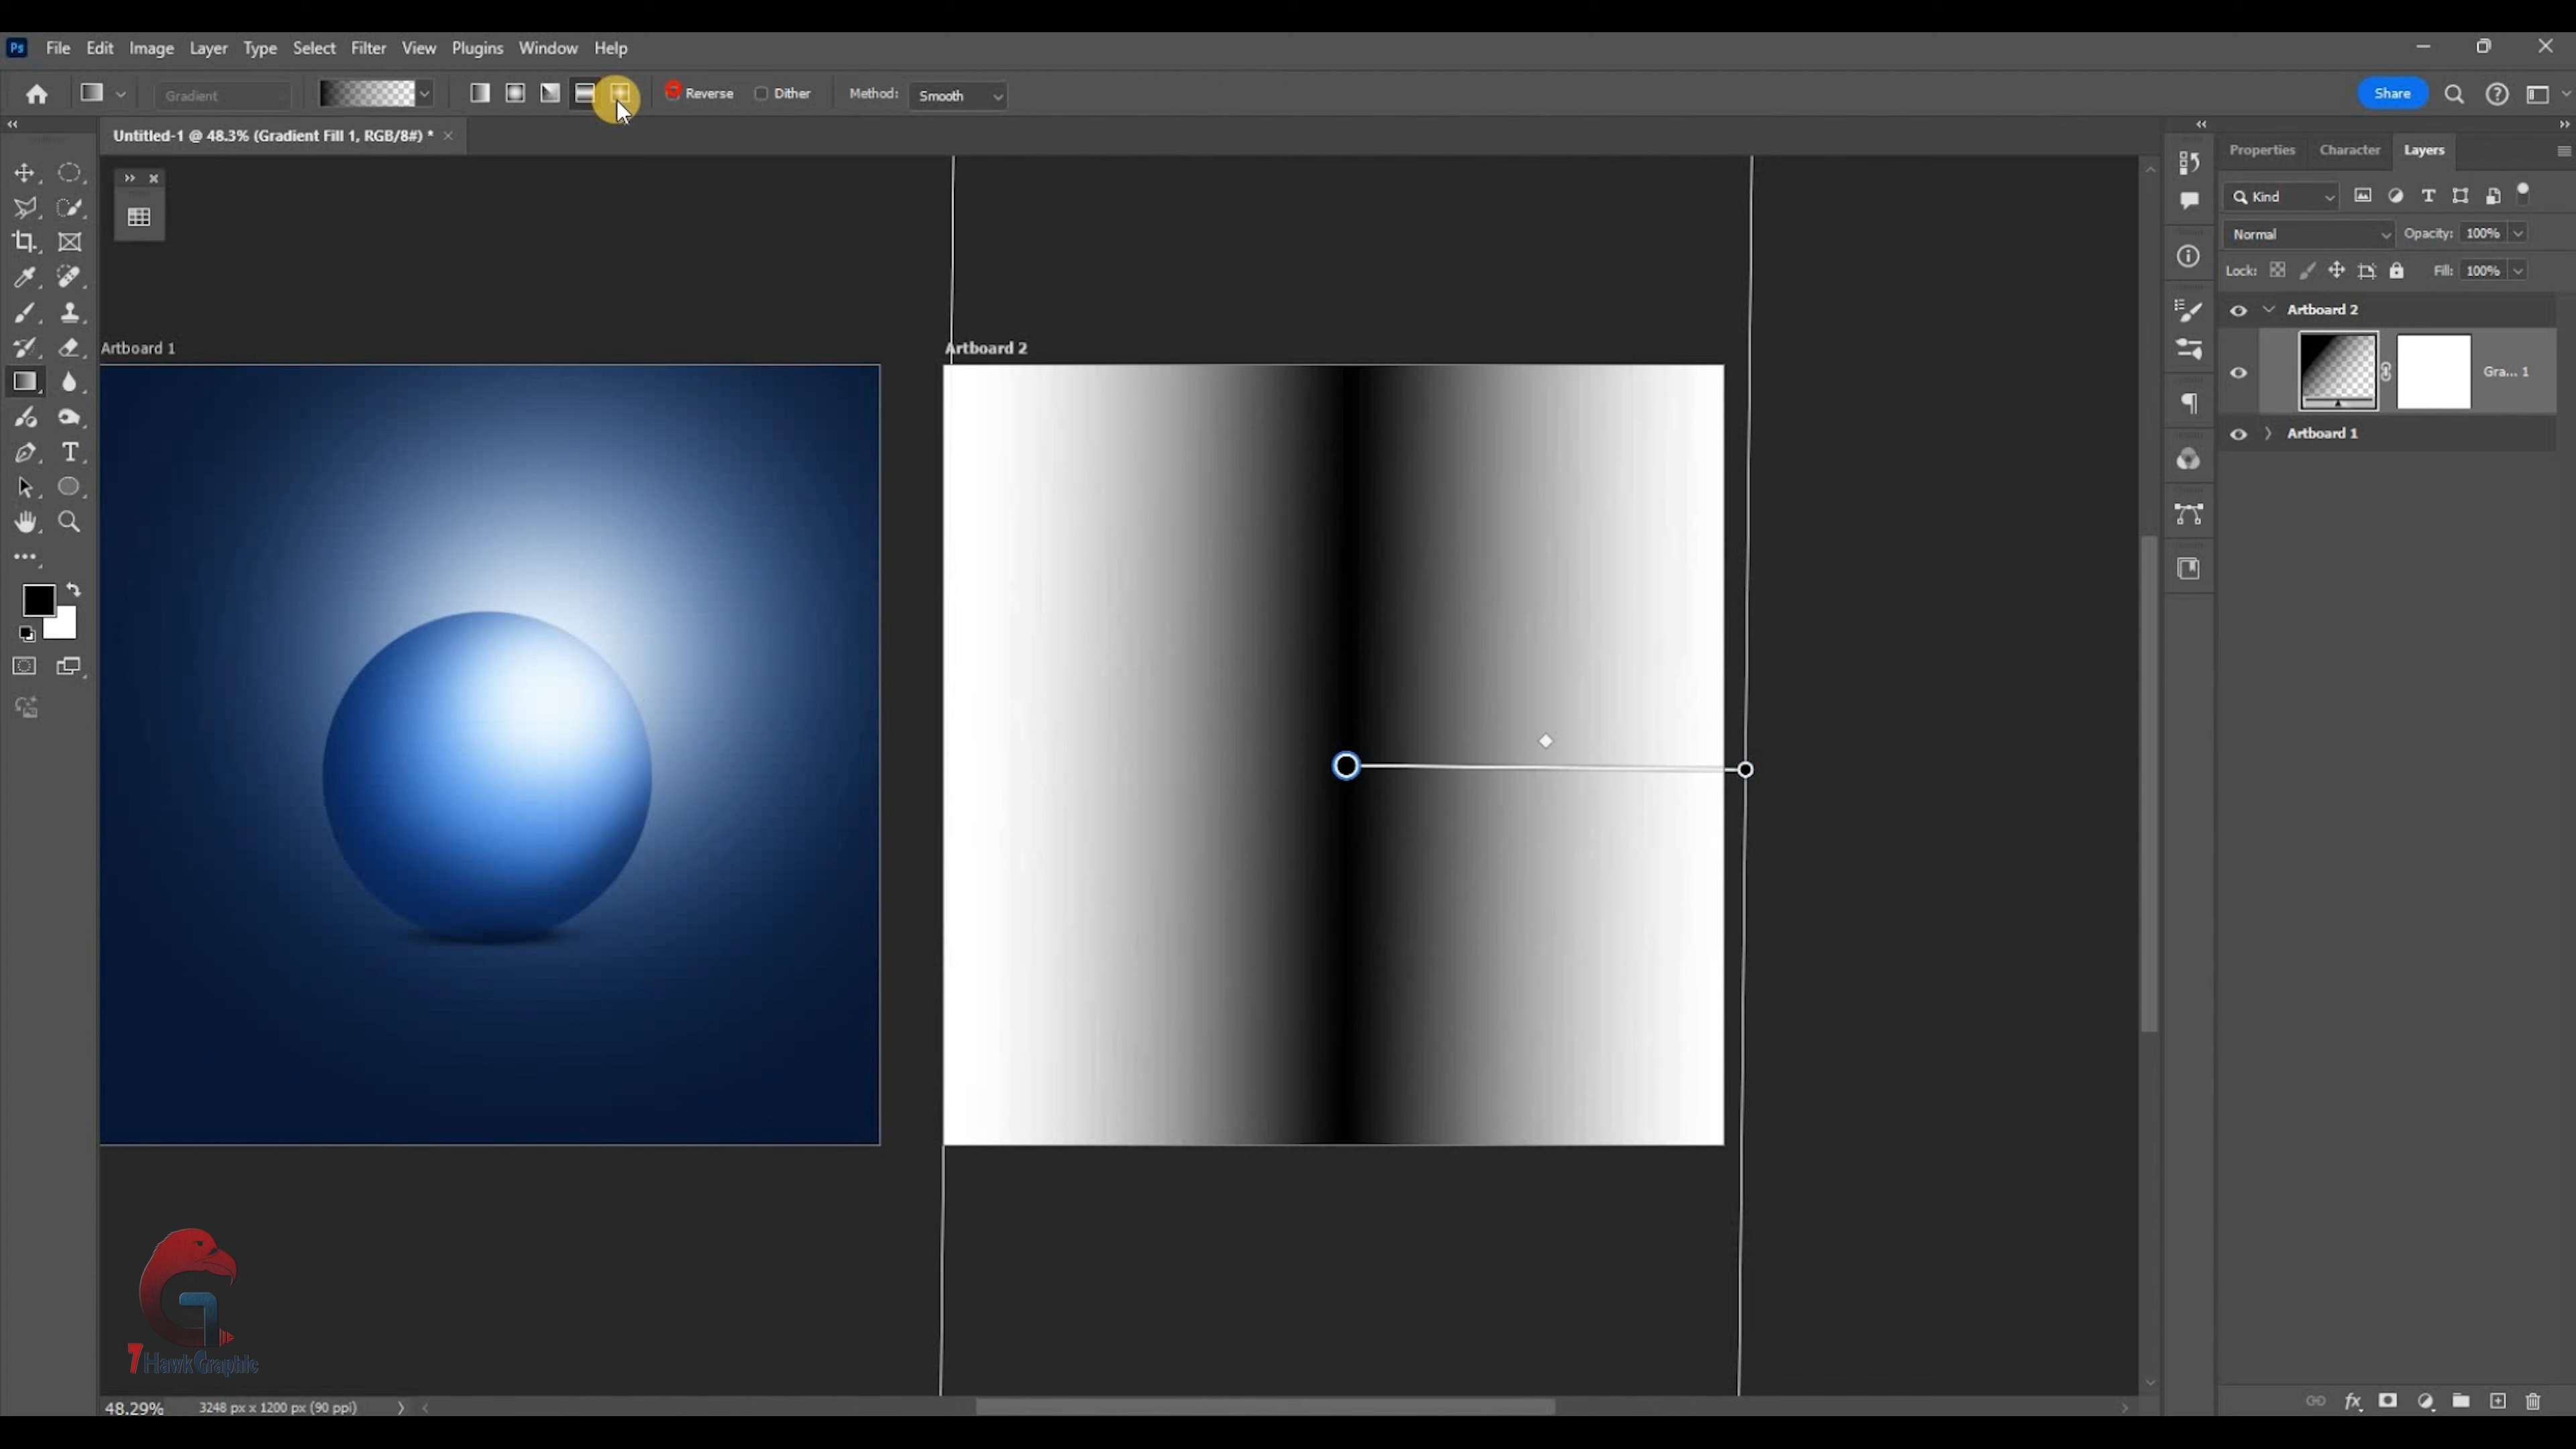 Ps File Edit Image Layer Type Select Filter View Plugins Window Help
Gradient Reverse Dither Method: Smooth Share
Untitled-1 @ 48.3% (Gradient Fill 1, RGB/8#) *
Properties Character Layers
Kind
Normal Opacity: 100%
Lock: Fill: 100%
Artboard 2
Gra... 1
Artboard 1
Artboard 1
Artboard 2
7 HawkGraphic
48.29% 3248 px x 1200 px (90 ppi)